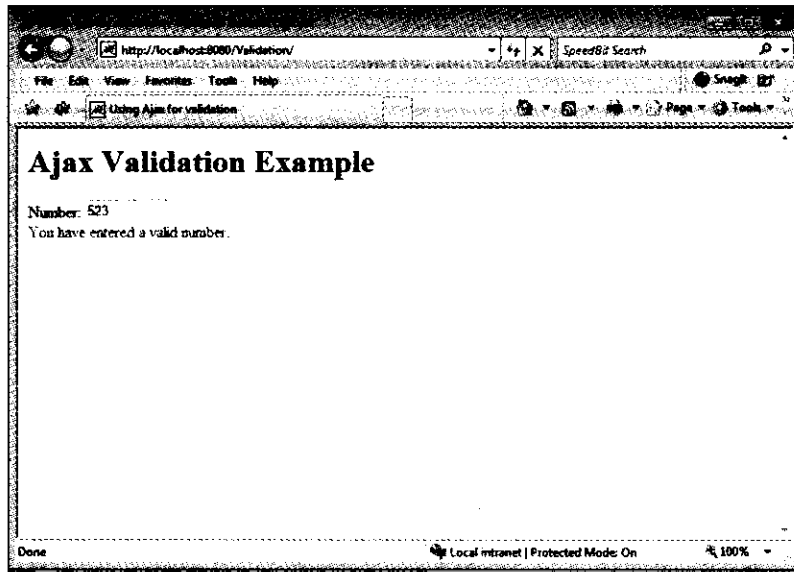 http://localhost:8080/Validation/
SpeedBit Search
File Edit View Favorites Tools Help
SnagIt
Using Ajax for validation
Page Tools
Ajax Validation Example
Number: 523
You have entered a valid number.
Done
Local intranet | Protected Mode: On
100%